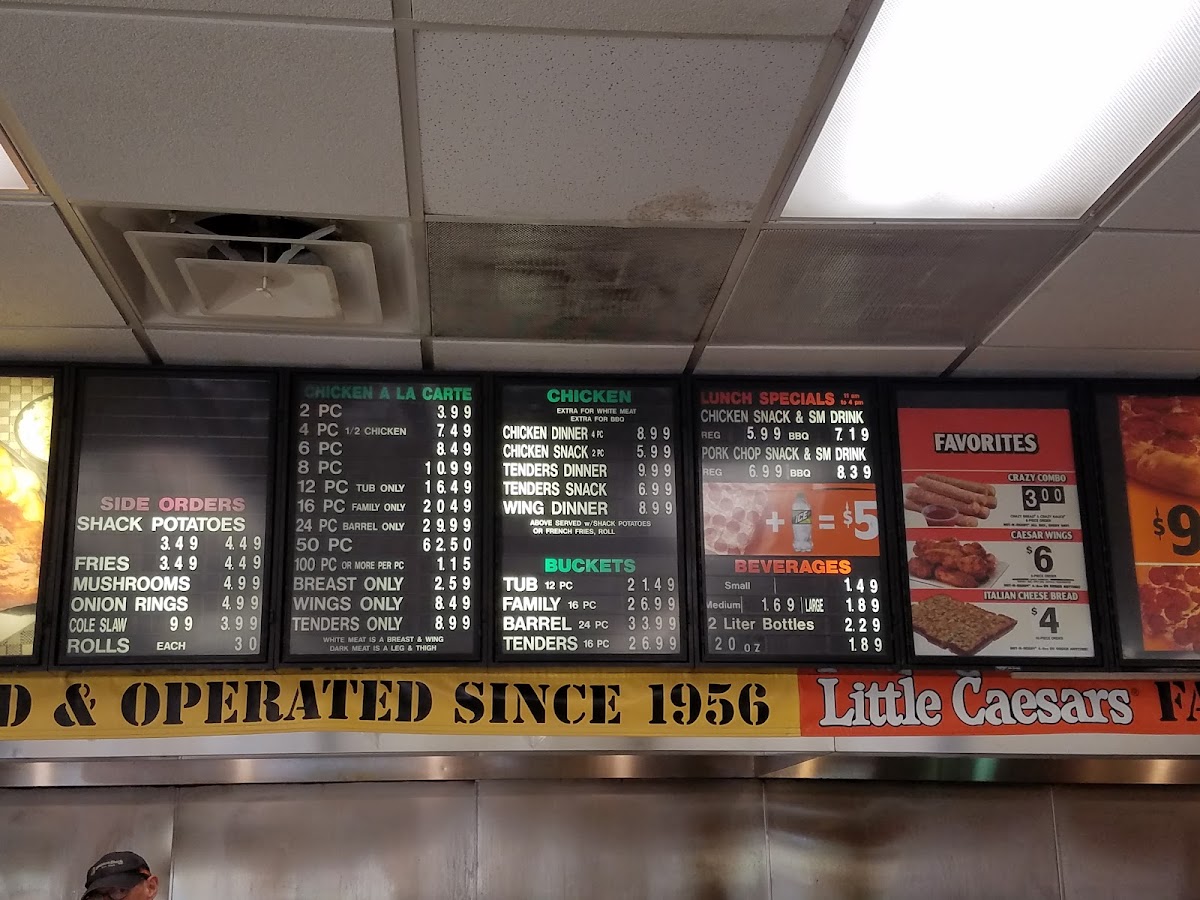 SIDE ORDERS
SHACK POTATOES
3.49 4.49
FRIES 3.49 4.49
MUSHROOMS 4.99
ONION RINGS 4.99
COLE SLAW 99 3.99
ROLLS EACH 30
CHICKEN A LA CARTE
2 PC 3.99
4 PC 1/2 CHICKEN 7.49
6 PC 8.49
8 PC 10.99
12 PC TUB ONLY 16.49
16 PC FAMILY ONLY 2049
24 PC BARREL ONLY 29.99
50 PC 62.50
100 PC OR MORE PER PC 1.15
BREAST ONLY 2.59
WINGS ONLY 8.49
TENDERS ONLY 8.99
WHITE MEAT IS A BREAST & WING
DARK MEAT IS A LEG & THIGH
CHICKEN
EXTRA FOR WHITE MEAT
EXTRA FOR BBQ
CHICKEN DINNER 4 PC 8.99
CHICKEN SNACK 2 PC 5.99
TENDERS DINNER 9.99
TENDERS SNACK 6.99
WING DINNER 8.99
ABOVE SERVED w/SHACK POTATOES
OR FRENCH FRIES, ROLL
BUCKETS
TUB 12 PC 21.49
FAMILY 16 PC 26.99
BARREL 24 PC 33.99
TENDERS 16 PC 26.99
LUNCH SPECIALS 11 am to 4 pm
CHICKEN SNACK & SM DRINK
REG 5.99 BBQ 7.19
PORK CHOP SNACK & SM DRINK
REG 6.99 BBQ 8.39
+ = $5
BEVERAGES
Small 1.49
Medium 1.69 LARGE 1.89
2 Liter Bottles 2.29
20 oz 1.89
FAVORITES
CRAZY COMBO
300
CAESAR WINGS
$6
ITALIAN CHEESE BREAD
$4
$9
D & OPERATED SINCE 1956
Little Caesars FA